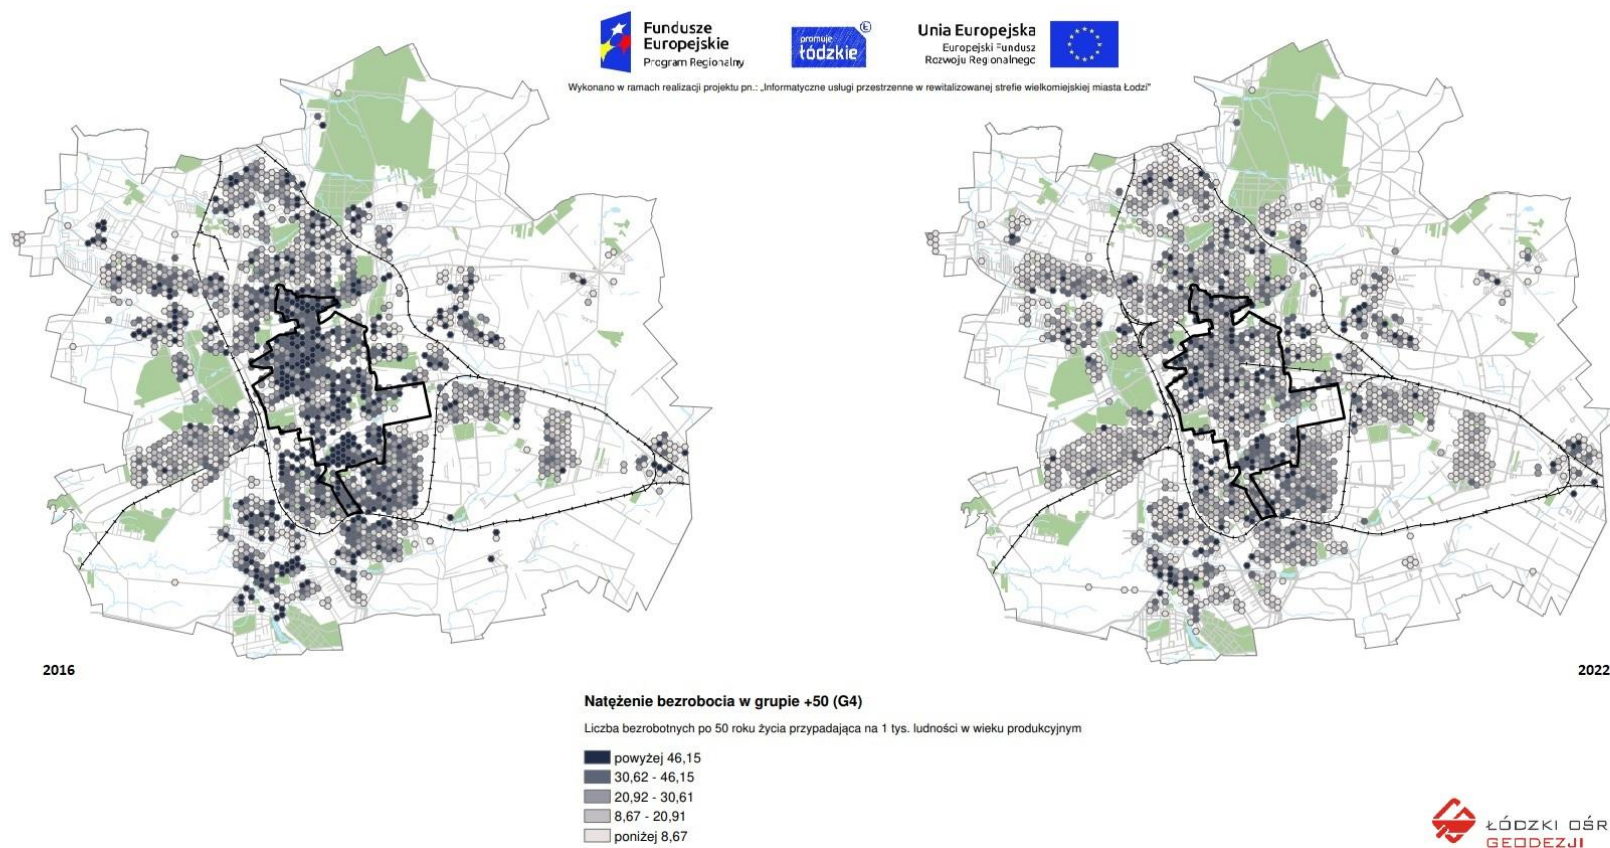 Fundusze
Europejskie
Program Regionalny
promuje
łódzkie
Unia Europejska
Europejski Fundusz
Rozwoju Regionalnego
Wykonano w ramach realizacji projektu pn.: „Informatyczne usługi przestrzenne w rewitalizowanej strefie wielkomiejskiej miasta Łodzi"
2016
2022
Natężenie bezrobocia w grupie +50 (G4)
Liczba bezrobotnych po 50 roku życia przypadająca na 1 tys. ludności w wieku produkcyjnym
powyżej 46,15
30,62 - 46,15
20,92 - 30,61
8,67 - 20,91
poniżej 8,67
ŁÓDZKI OŚR
GEODEZJI